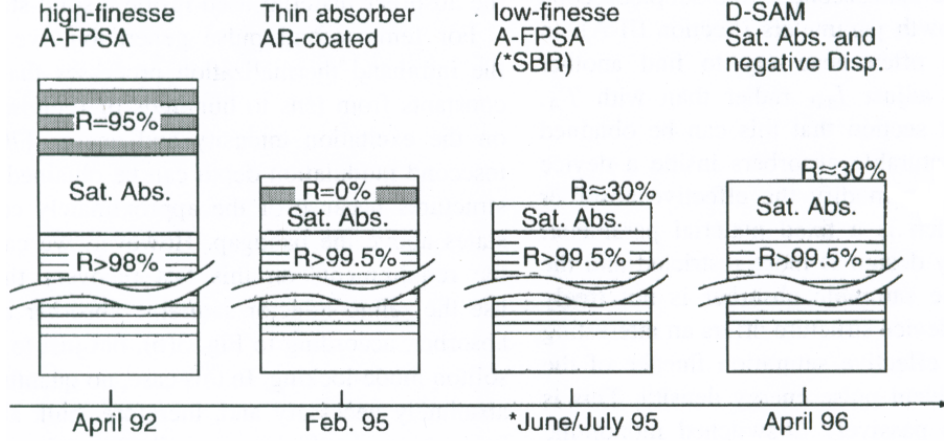 high-finesse
A-FPSA
R=95%
Sat. Abs.
R>98%
April 92
Thin absorber
AR-coated
R=0%
Sat. Abs.
R>99.5%
Feb. 95
low-finesse
A-FPSA
(*SBR)
R≈30%
Sat. Abs.
R>99.5%
*June/July 95
D-SAM
Sat. Abs. and
negative Disp.
R≈30%
Sat. Abs.
R>99.5%
April 96